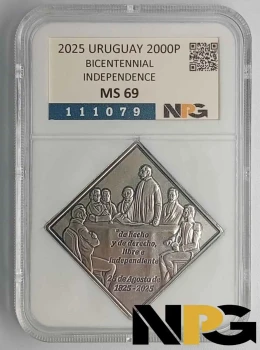 2025 URUGUAY 2000P
BICENTENNIAL
INDEPENDENCE
MS 69
111079
NPG
"de hecho
y de derecho,
libre e
independiente"
25 de Agosto de
1825 - 2025
NPG